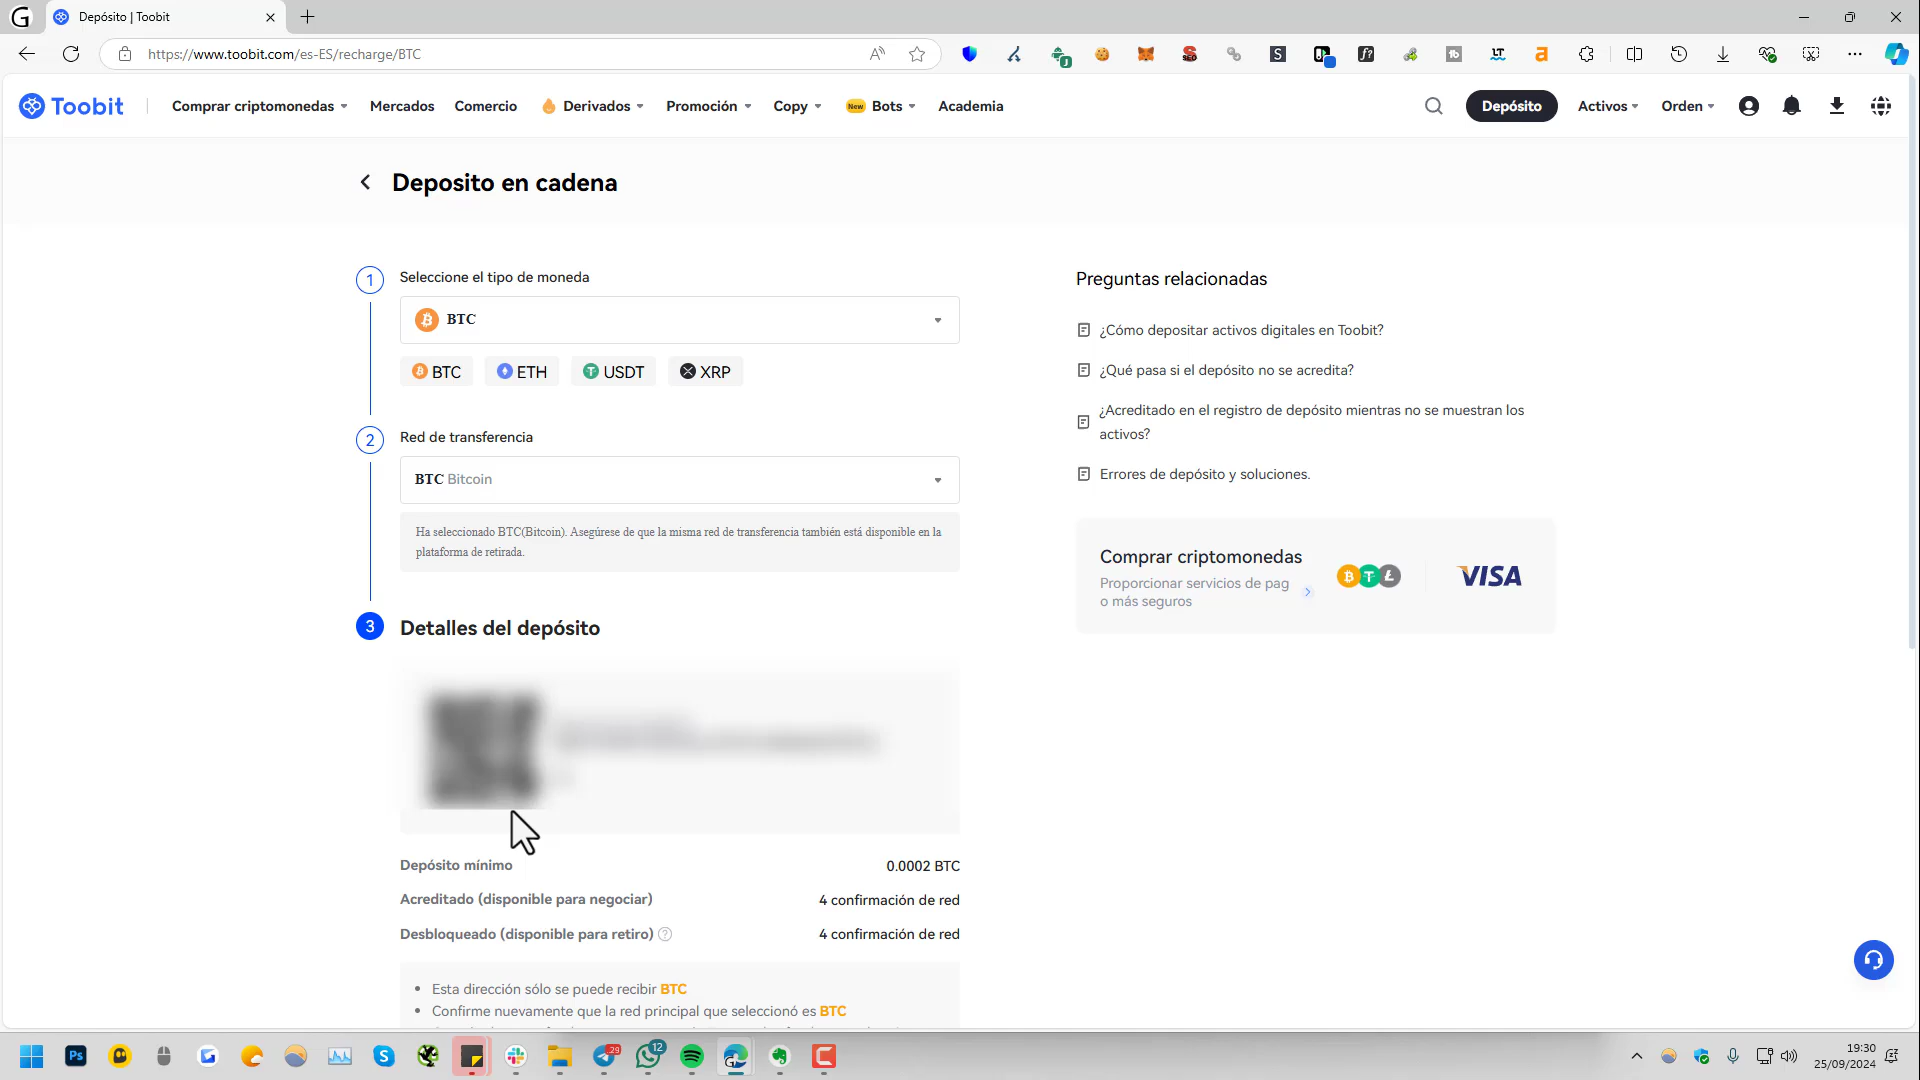 Depósito | Toobit
https://www.toobit.com/es-ES/recharge/BTC
Toobit
Comprar criptomonedas
Mercados
Comercio
Derivados
Promoción
Copy
New
Bots
Academia
Depósito
Activos
Orden
Deposito en cadena
1
Seleccione el tipo de moneda
BTC
BTC
ETH
USDT
XRP
2
Red de transferencia
BTC Bitcoin
Ha seleccionado BTC(Bitcoin). Asegúrese de que la misma red de transferencia también está disponible en la
plataforma de retirada.
3
Detalles del depósito
Depósito mínimo
0.0002 BTC
Acreditado (disponible para negociar)
4 confirmación de red
Desbloqueado (disponible para retiro)
4 confirmación de red
Esta dirección sólo se puede recibir BTC
Confirme nuevamente que la red principal que seleccionó es BTC
Preguntas relacionadas
¿Cómo depositar activos digitales en Toobit?
¿Qué pasa si el depósito no se acredita?
¿Acreditado en el registro de depósito mientras no se muestran los
activos?
Errores de depósito y soluciones.
Comprar criptomonedas
Proporcionar servicios de pag
o más seguros
VISA
Ps
29
12
19:30
25/09/2024